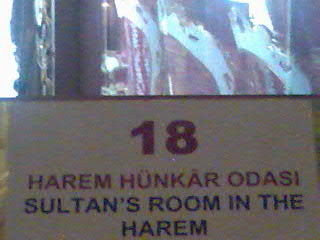 18
HAREM HÜNKÂR ODASI
SULTAN'S ROOM IN THE
HAREM